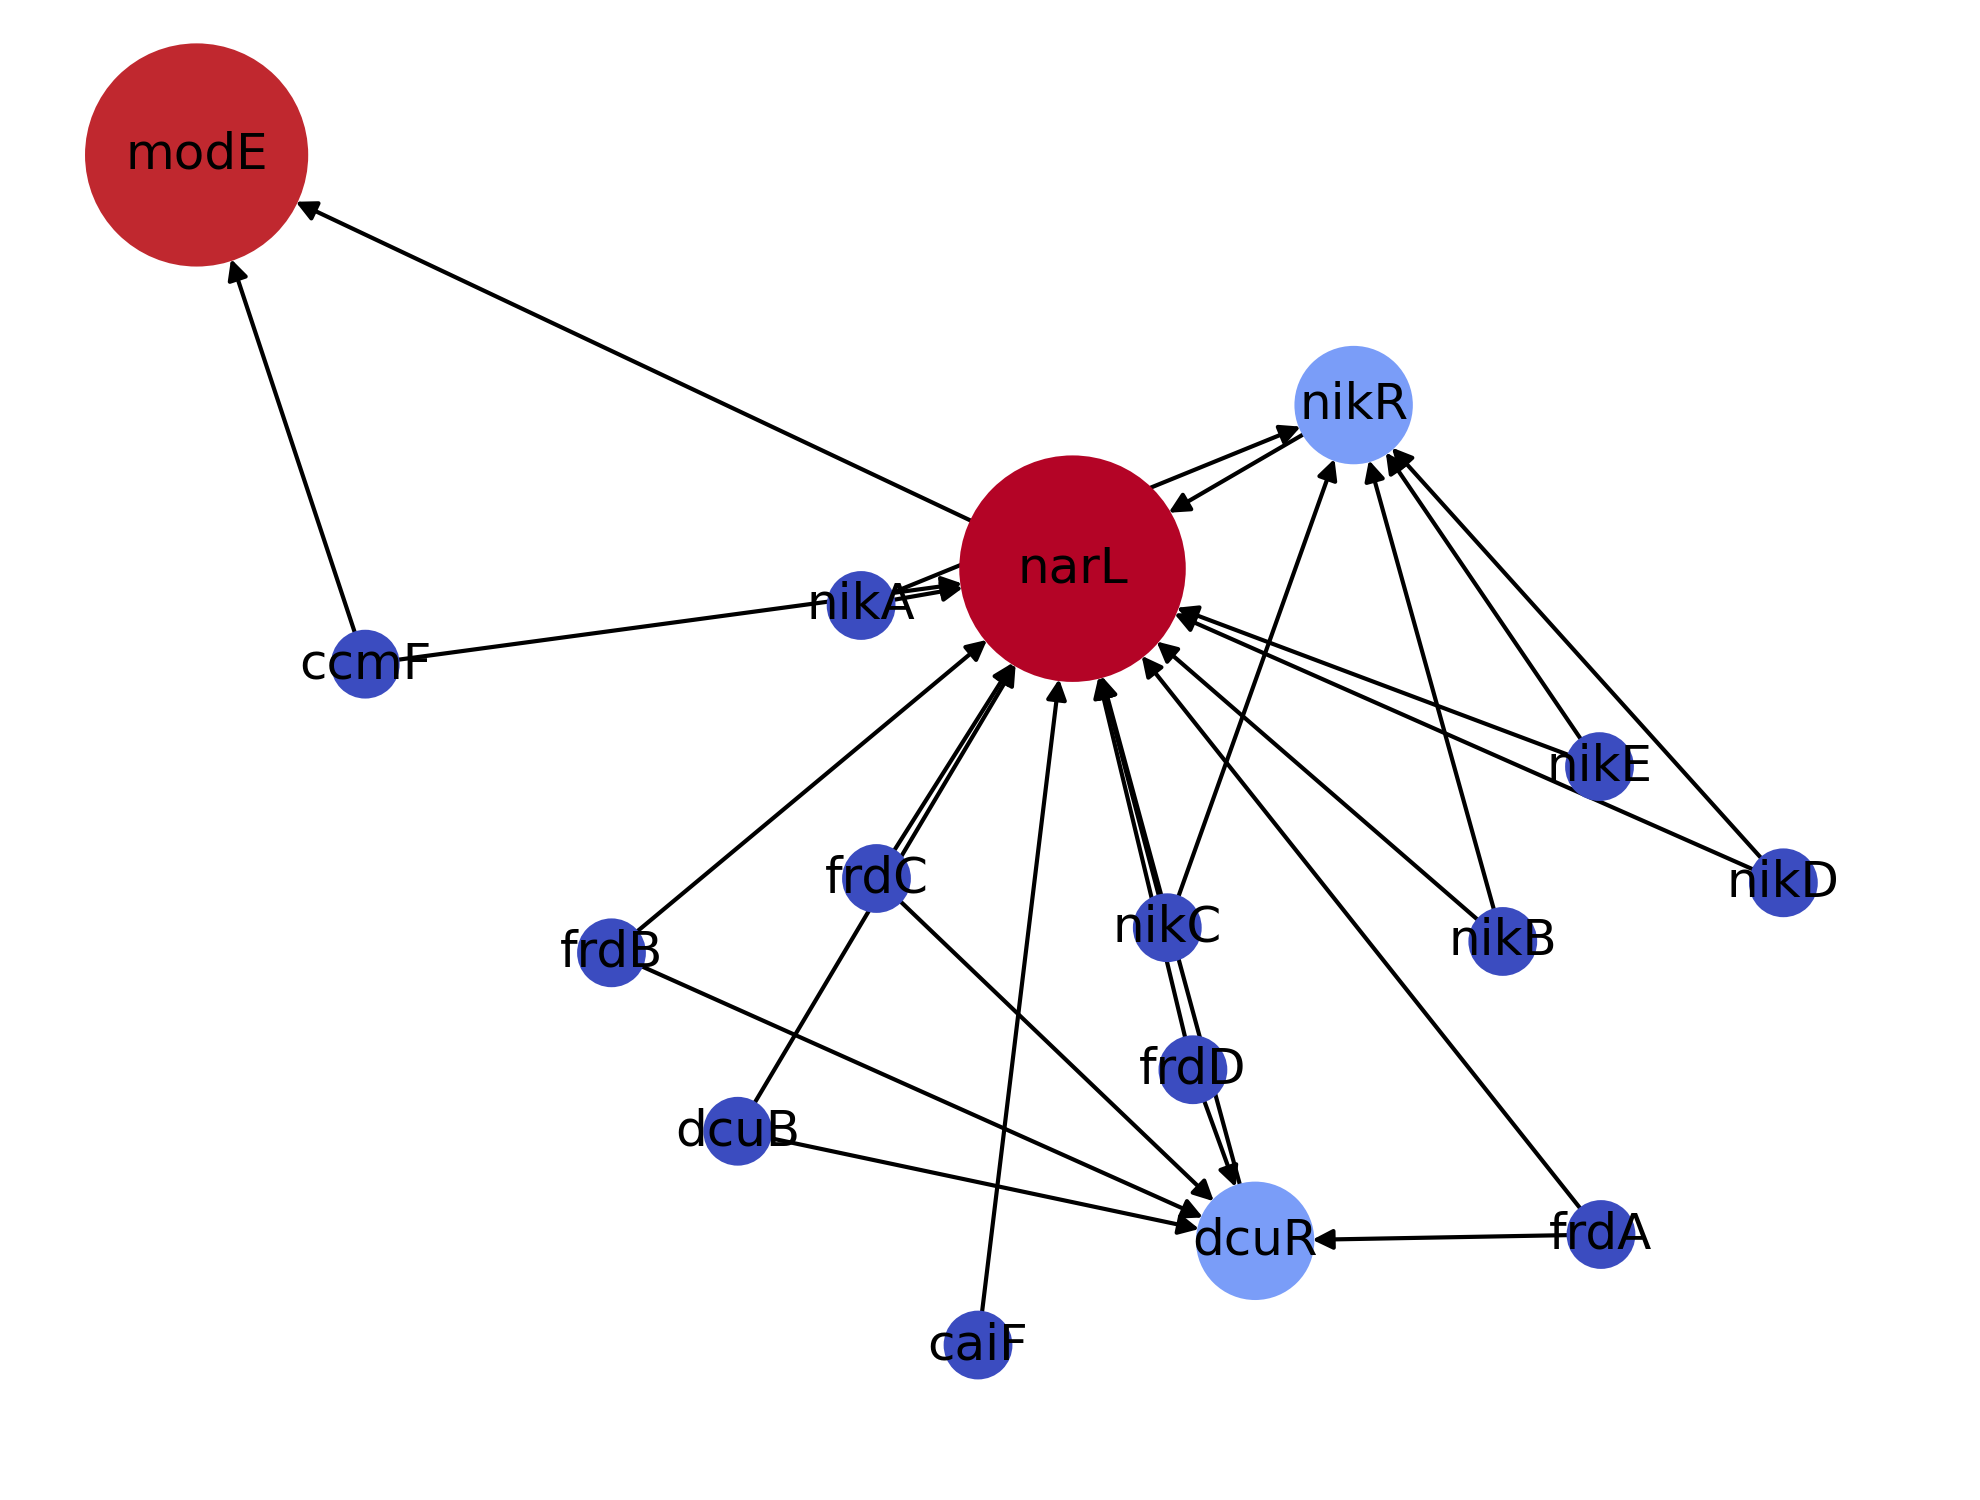 modE
nikR
narL
nikA
ccmF
nikE
frdC
nikD
nikC
nikB
frdB
frdD
dcuB
frdA
dcuR
caiF